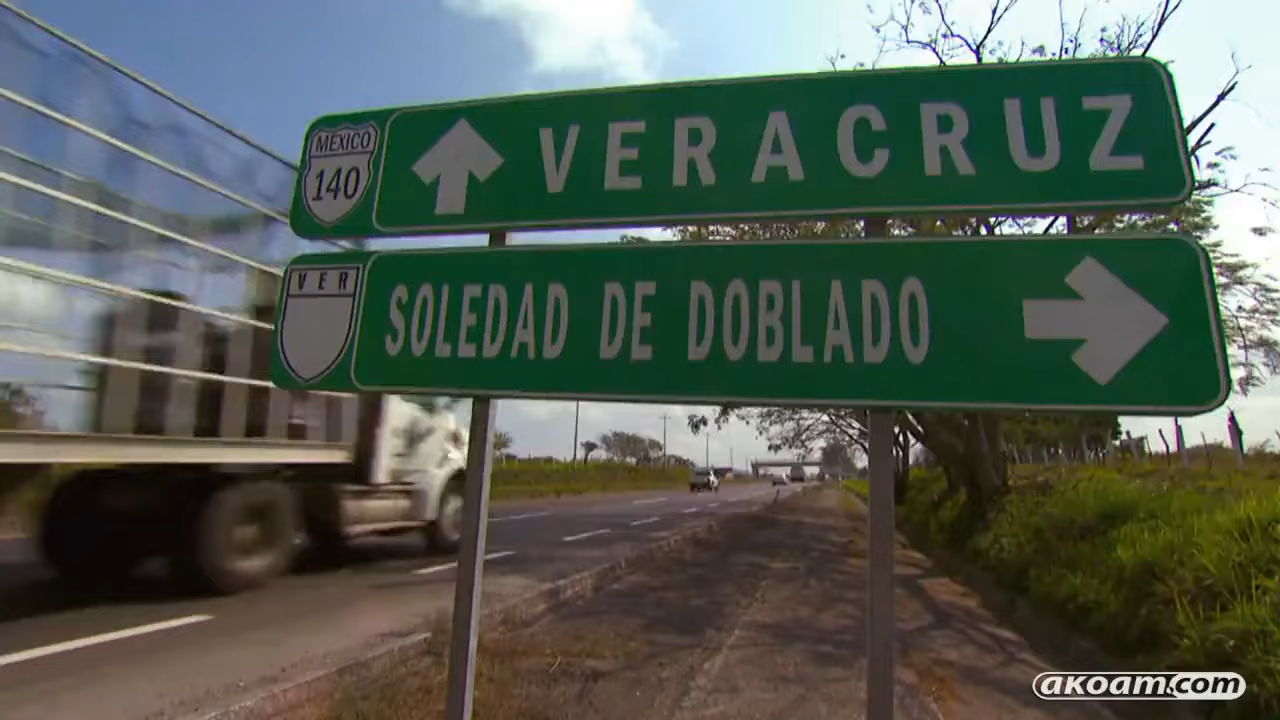 MEXICO
140
VERACRUZ
VER
SOLEDAD DE DOBLADO
akoam.com